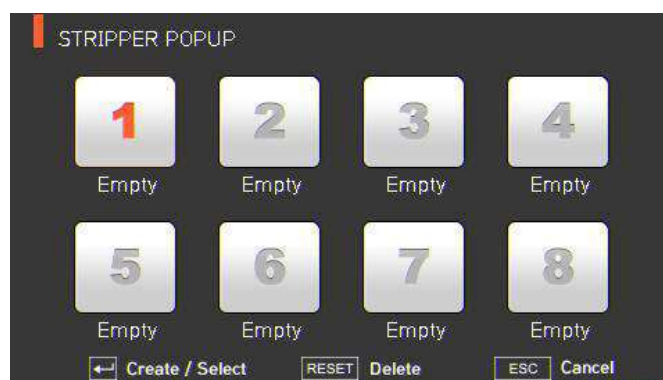 STRIPPER POPUP
1 2 3 4
Empty Empty Empty Empty
5 6 7 8
Empty Empty Empty Empty
Create / Select RESET Delete ESC Cancel